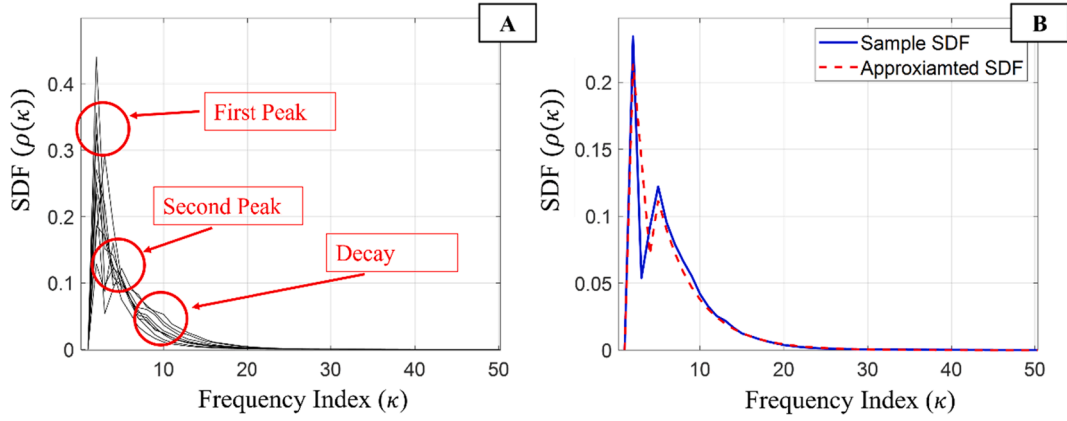 A
SDF (ρ(κ))
0.4
0.3
0.2
0.1
0
First Peak
Second Peak
Decay
10
20
30
40
50
Frequency Index (κ)
B
SDF (ρ(κ))
0.2
0.15
0.1
0.05
0
Sample SDF
Approxiamted SDF
10
20
30
40
50
Frequency Index (κ)